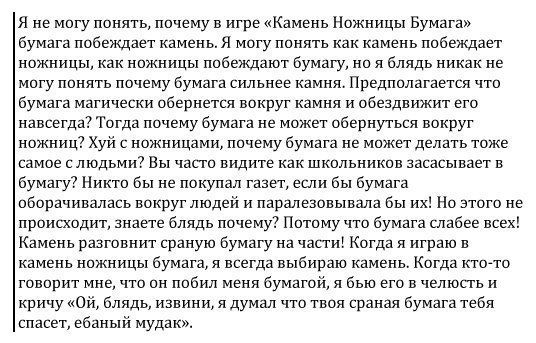 Я не могу понять, почему в игре «Камень Ножницы Бумага»
бумага побеждает камень. Я могу понять как камень побеждает
ножницы, как ножницы побеждают бумагу, но я блядь никак не
могу понять почему бумага сильнее камня. Предполагается что
бумага магически обернется вокруг камня и обездвижит его
навсегда? Тогда почему бумага не может обернуться вокруг
ножниц? Хуй с ножницами, почему бумага не может делать тоже
самое с людьми? Вы часто видите как школьников засасывает в
бумагу? Никто бы не покупал газет, если бы бумага
оборачивалась вокруг людей и парализовывала бы их! Но этого не
происходит, знаете блядь почему? Потому что бумага слабее всех!
Камень разговнит сраную бумагу на части! Когда я играю в
камень ножницы бумага, я всегда выбираю камень. Когда кто-то
говорит мне, что он побил меня бумагой, я бью его в челюсть и
кричу «Ой, блядь, извини, я думал что твоя сраная бумага тебя
спасет, ебаный мудак».